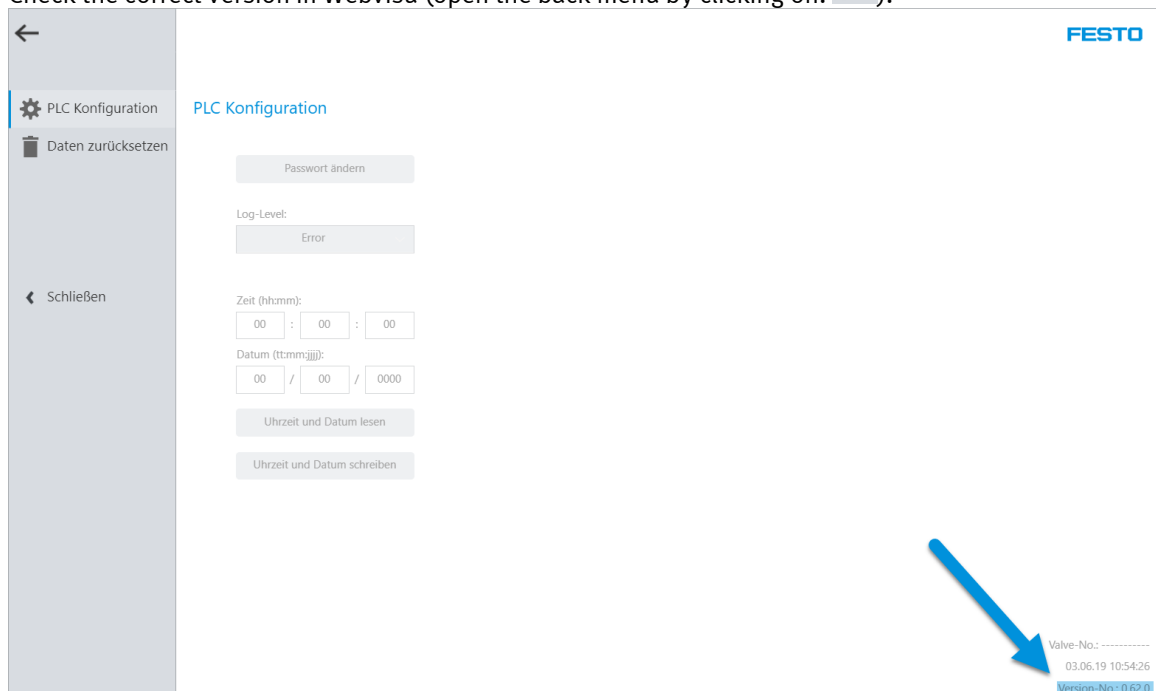 Check the correct version in WebVisu (open the back menu by clicking on: ):
FESTO
PLC Konfiguration
Daten zurücksetzen
Schließen
PLC Konfiguration
Passwort ändern
Log-Level:
Error
Zeit (hh:mm):
00 : 00 : 00
Datum (tt:mm:jjjj):
00 / 00 / 0000
Uhrzeit und Datum lesen
Uhrzeit und Datum schreiben
Valve-No.: -----------
03.06.19 10:54:26
Version-No.: 0.62.0